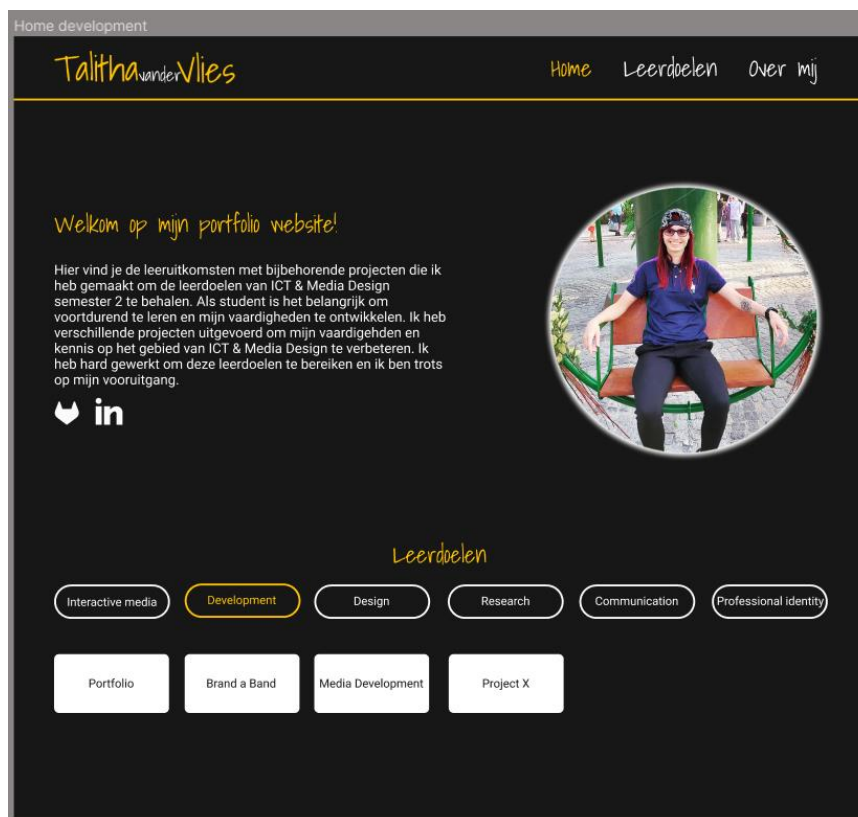 Home development
Talitha van der Vlies
Home Leerdoelen Over mij
Welkom op mijn portfolio website!
Hier vind je de leeruitkomsten met bijbehorende projecten die ik
heb gemaakt om de leerdoelen van ICT & Media Design
semester 2 te behalen. Als student is het belangrijk om
voortdurend te leren en mijn vaardigheden te ontwikkelen. Ik heb
verschillende projecten uitgevoerd om mijn vaardigehden en
kennis op het gebied van ICT & Media Design te verbeteren. Ik
heb hard gewerkt om deze leerdoelen te bereiken en ik ben trots
op mijn vooruitgang.
in
Leerdoelen
Interactive media Development Design Research Communication Professional identity
Portfolio Brand a Band Media Development Project X